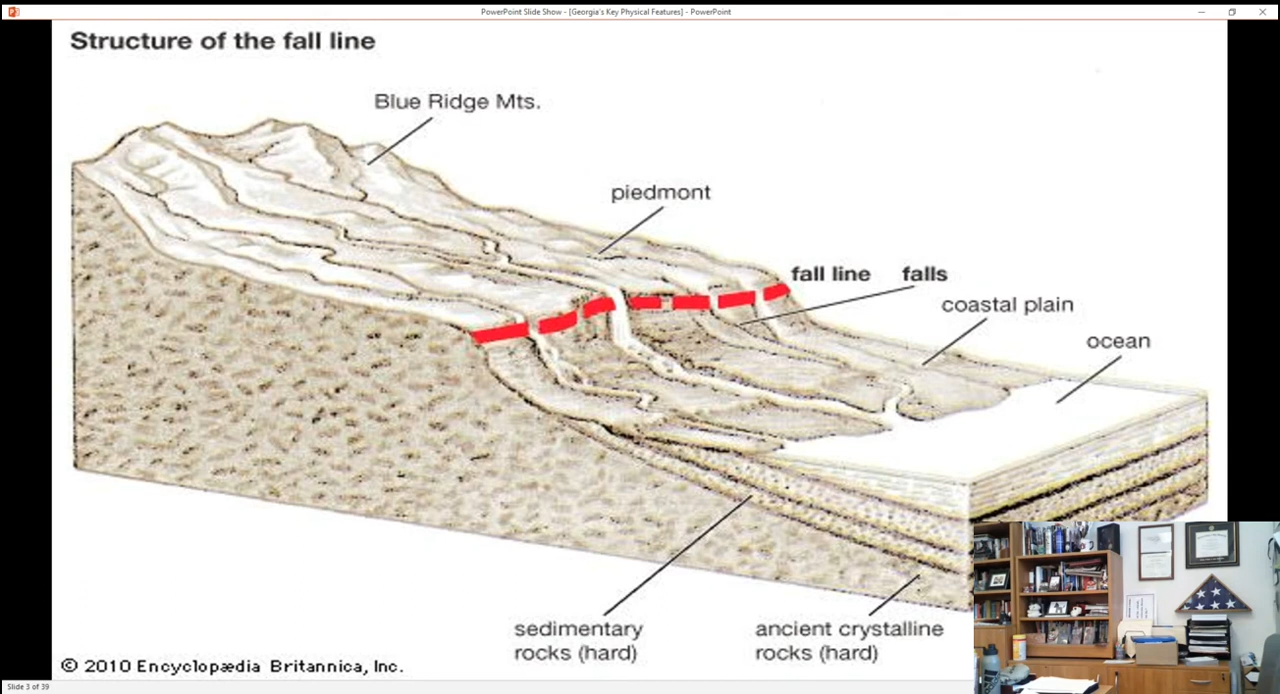 PowerPoint Slide Show - [Georgia's Key Physical Features] - PowerPoint
Structure of the fall line
Blue Ridge Mts.
piedmont
fall line falls
coastal plain
ocean
sedimentary
rocks (hard)
ancient crystalline
rocks (hard)
© 2010 Encyclopædia Britannica, Inc.
Slide 3 of 39